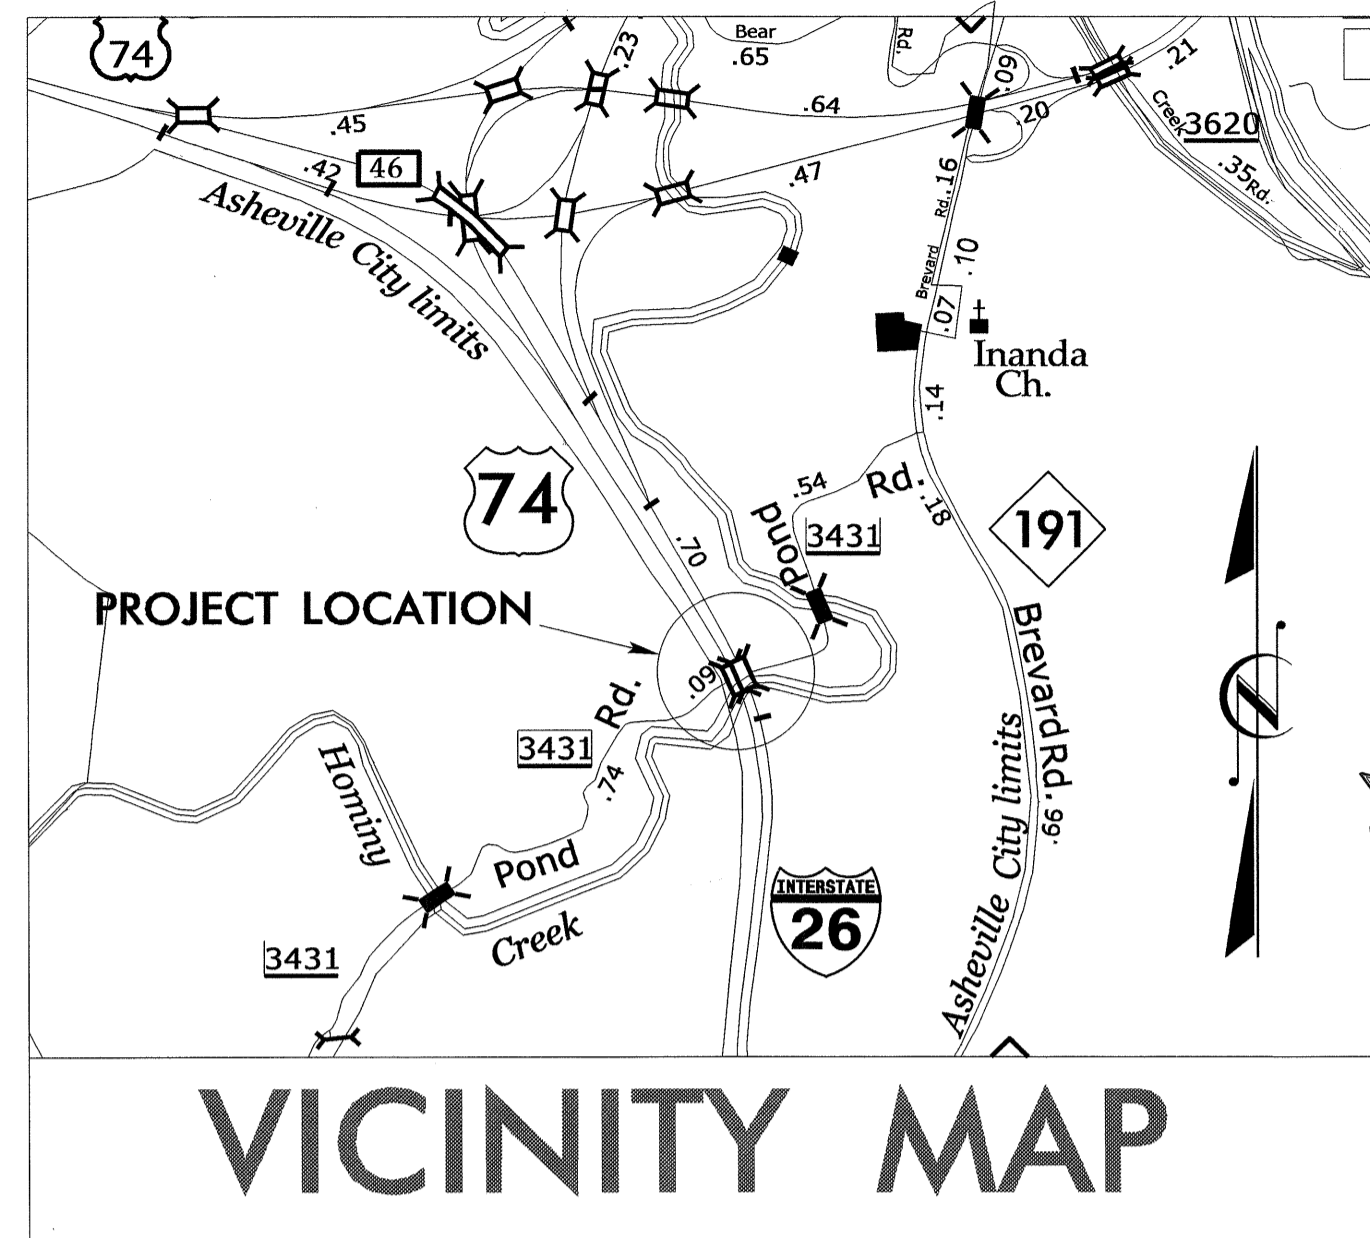 74
.23
Bear
.65
Rd.
.09
.21
.45
.64
.20
Creek
3620
.42
46
.47
.16
.35
Rd.
Asheville City limits
Rd.
.10
Brevard
.07
Inanda
Ch.
.14
74
.54
Rd.
.18
Pond
3431
191
.70
PROJECT LOCATION
.09
Rd.
Brevard Rd.
3431
.74
Asheville City limits
.66
Hominy
Pond
INTERSTATE
26
Creek
3431
N
VICINITY MAP